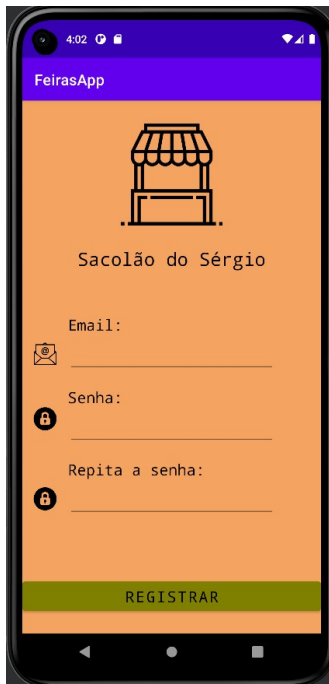 4:02
FeirasApp
Sacolão do Sérgio
Email:
@
Senha:
Repita a senha:
REGISTRAR